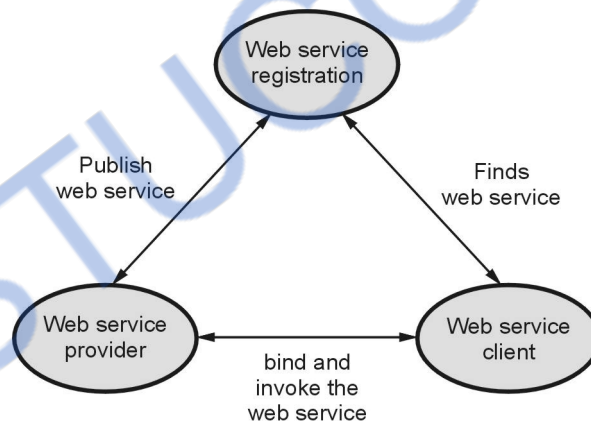 Web service
registration
Publish
web service
Finds
web service
Web service
provider
Web service
client
bind and
invoke the
web service
STUCO